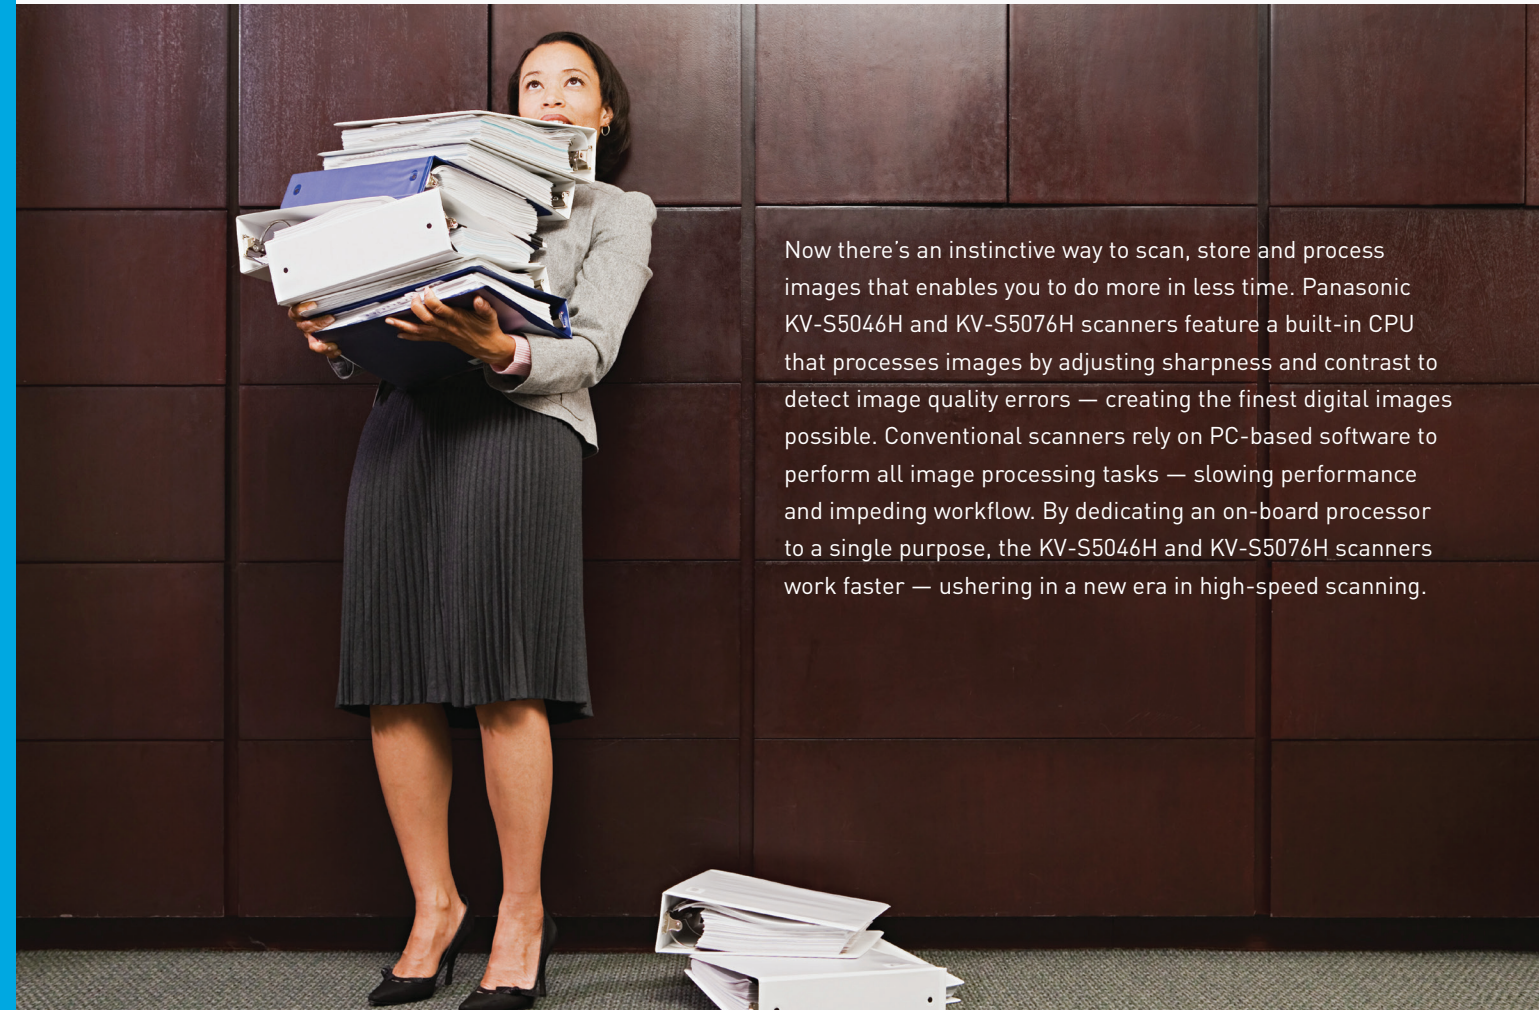 Now there’s an instinctive way to scan, store and process
images that enables you to do more in less time. Panasonic
KV-S5046H and KV-S5076H scanners feature a built-in CPU
that processes images by adjusting sharpness and contrast to
detect image quality errors — creating the finest digital images
possible. Conventional scanners rely on PC-based software to
perform all image processing tasks — slowing performance
and impeding workflow. By dedicating an on-board processor
to a single purpose, the KV-S5046H and KV-S5076H scanners
work faster — ushering in a new era in high-speed scanning.